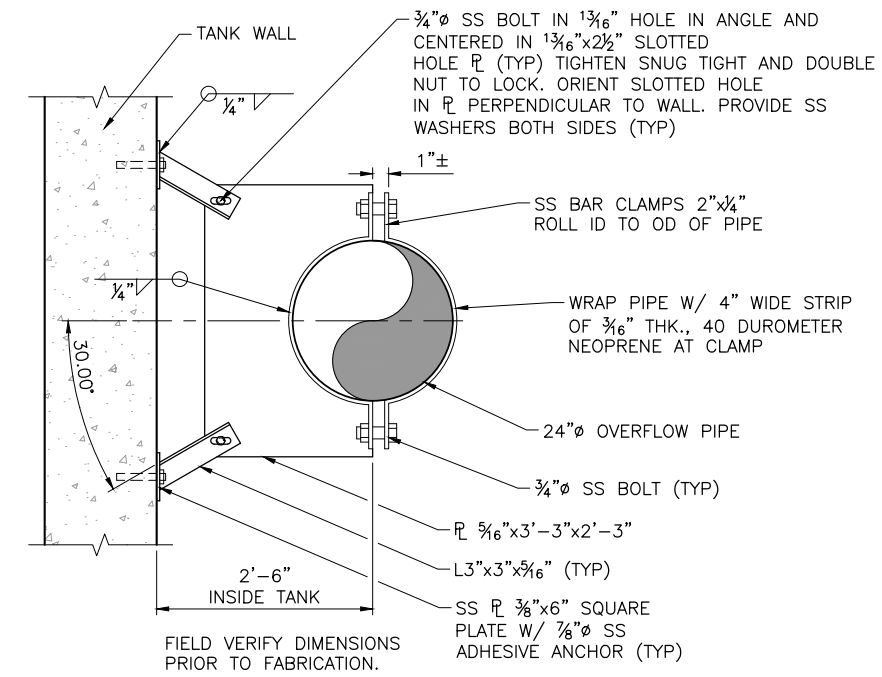 ¾"ø SS BOLT IN ¹³⁄₁₆" HOLE IN ANGLE AND
CENTERED IN ¹³⁄₁₆"x2½" SLOTTED
HOLE ⅊ (TYP) TIGHTEN SNUG TIGHT AND DOUBLE
NUT TO LOCK. ORIENT SLOTTED HOLE
IN ⅊ PERPENDICULAR TO WALL. PROVIDE SS
WASHERS BOTH SIDES (TYP)
TANK WALL
¼"
1"±
SS BAR CLAMPS 2"x¼"
ROLL ID TO OD OF PIPE
¼"
WRAP PIPE W/ 4" WIDE STRIP
OF ³⁄₁₆" THK., 40 DUROMETER
NEOPRENE AT CLAMP
30.00°
24"ø OVERFLOW PIPE
¾"ø SS BOLT (TYP)
⅊ ⁵⁄₁₆"x3'-3"x2'-3"
L3"x3"x⁵⁄₁₆" (TYP)
2'-6"
INSIDE TANK
SS ⅊ ⅜"x6" SQUARE
PLATE W/ ⅞"ø SS
ADHESIVE ANCHOR (TYP)
FIELD VERIFY DIMENSIONS
PRIOR TO FABRICATION.